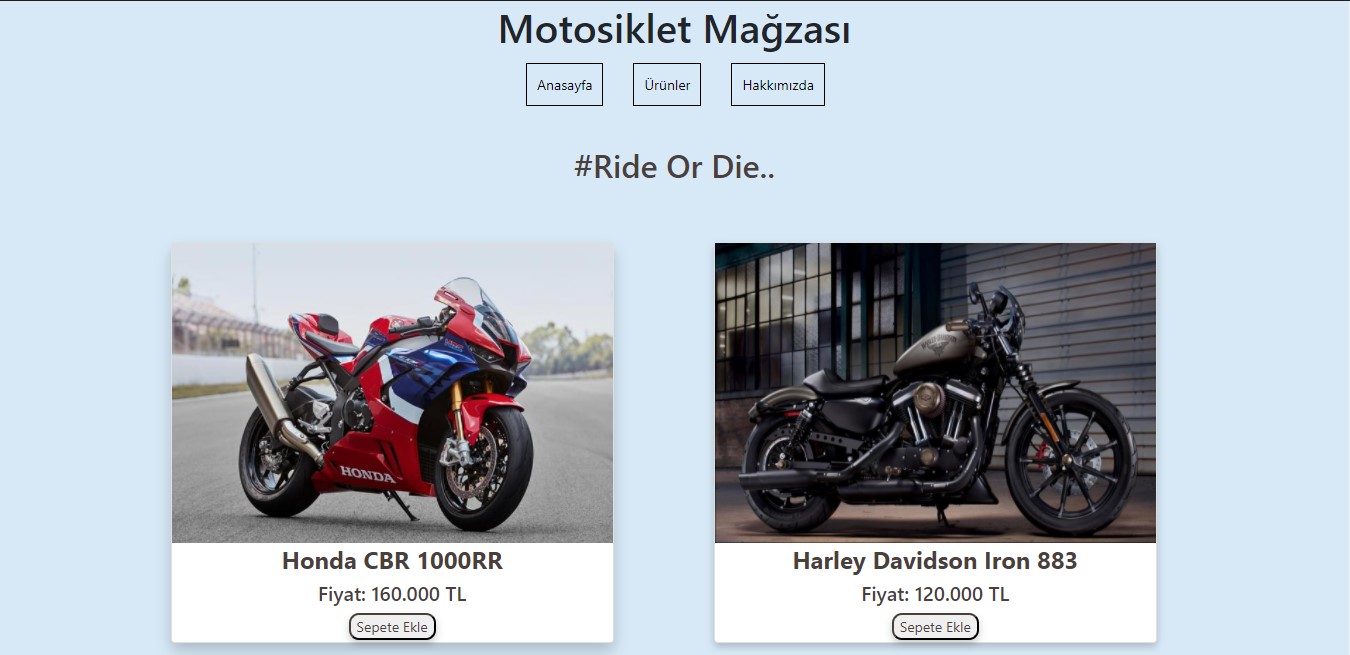 Motosiklet Mağzası
Anasayfa
Ürünler
Hakkımızda
#Ride Or Die..
HONDA
Honda CBR 1000RR
Fiyat: 160.000 TL
Sepete Ekle
Harley Davidson Iron 883
Fiyat: 120.000 TL
Sepete Ekle